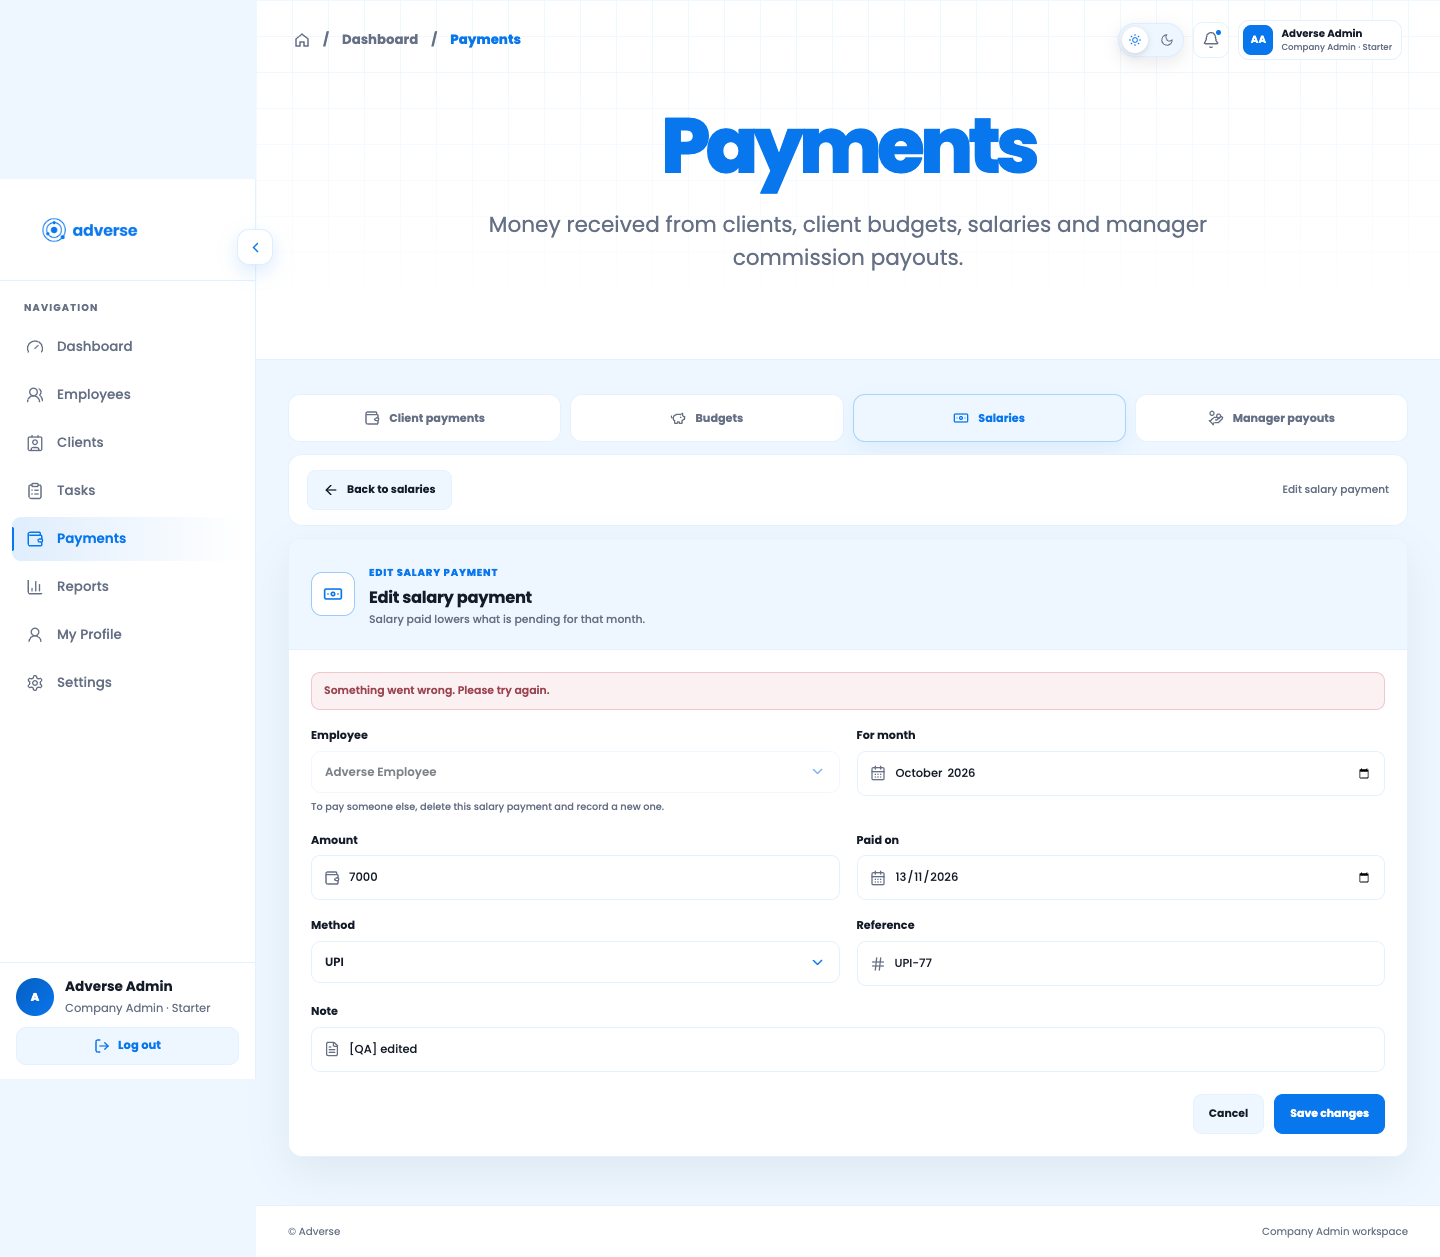 / Dashboard / Payments
AA
Adverse Admin
Company Admin · Starter
Payments
Money received from clients, client budgets, salaries and manager
commission payouts.
adverse
NAVIGATION
Dashboard
Employees
Clients
Tasks
Payments
Reports
My Profile
Settings
A
Adverse Admin
Company Admin · Starter
Log out
Client payments
Budgets
Salaries
Manager payouts
Back to salaries
Edit salary payment
EDIT SALARY PAYMENT
Edit salary payment
Salary paid lowers what is pending for that month.
Something went wrong. Please try again.
Employee
Adverse Employee
To pay someone else, delete this salary payment and record a new one.
For month
October 2026
Amount
7000
Paid on
13/11/2026
Method
UPI
Reference
UPI-77
Note
[QA] edited
Cancel
Save changes
© Adverse
Company Admin workspace